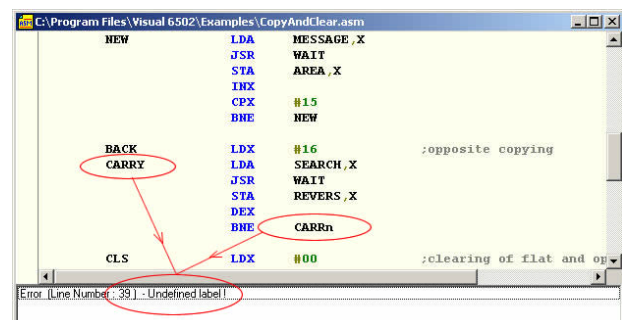 C:\Program Files\Visual 6502\Examples\CopyAndClear.asm
NEW LDA MESSAGE,X
JSR WAIT
STA AREA,X
INX
CPX #15
BNE NEW
BACK LDX #16 ;opposite copying
CARRY LDA SEARCH,X
JSR WAIT
STA REVERS,X
DEX
BNE CARRn
CLS LDX #00 ;clearing of flat and op
Error (Line Number : 39 ) - Undefined label !